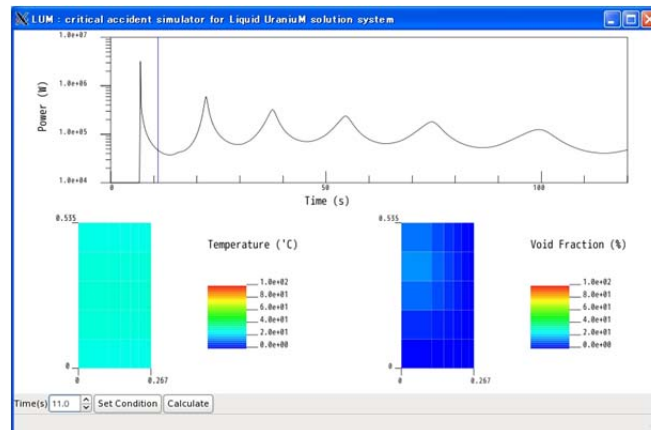 LUM : critical accident simulator for Liquid UraniuM solution system
1.0e+07
1.0e+06
1.0e+05
1.0e+04
Power (W)
0
50
100
Time (s)
0.535
0
0
0.267
Temperature ('C)
1.0e+02
8.0e+01
6.0e+01
4.0e+01
2.0e+01
0.0e+00
0.535
0
0
0.267
Void Fraction (%)
1.0e+02
8.0e+01
6.0e+01
4.0e+01
2.0e+01
0.0e+00
Time(s) 11.0 Set Condition Calculate